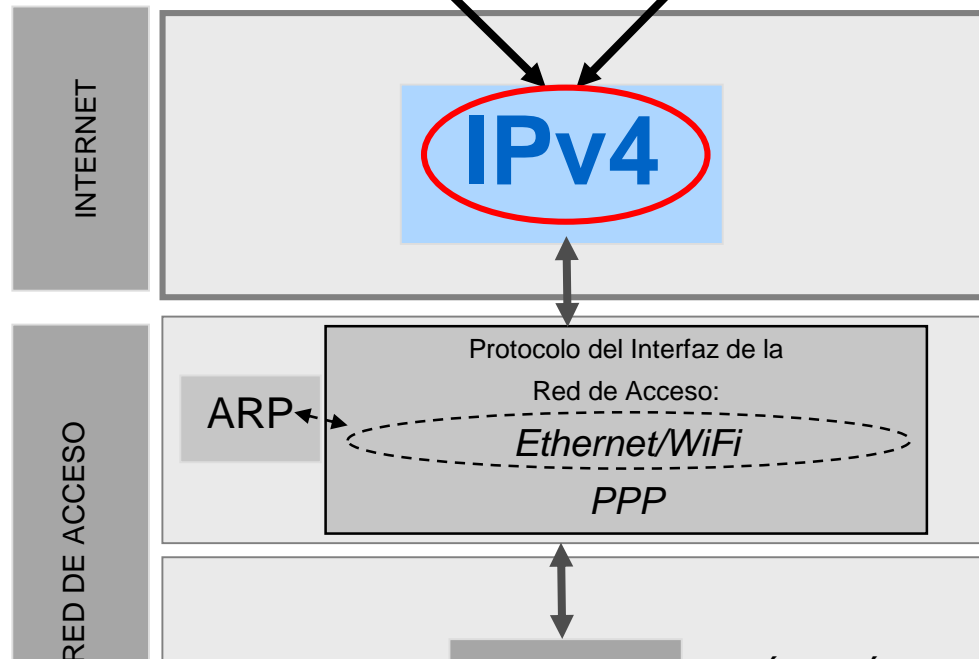 INTERNET
IPv4
Protocolo del Interfaz de la
Red de Acceso:
ARP
Ethernet/WiFi
PPP
RED DE ACCESO